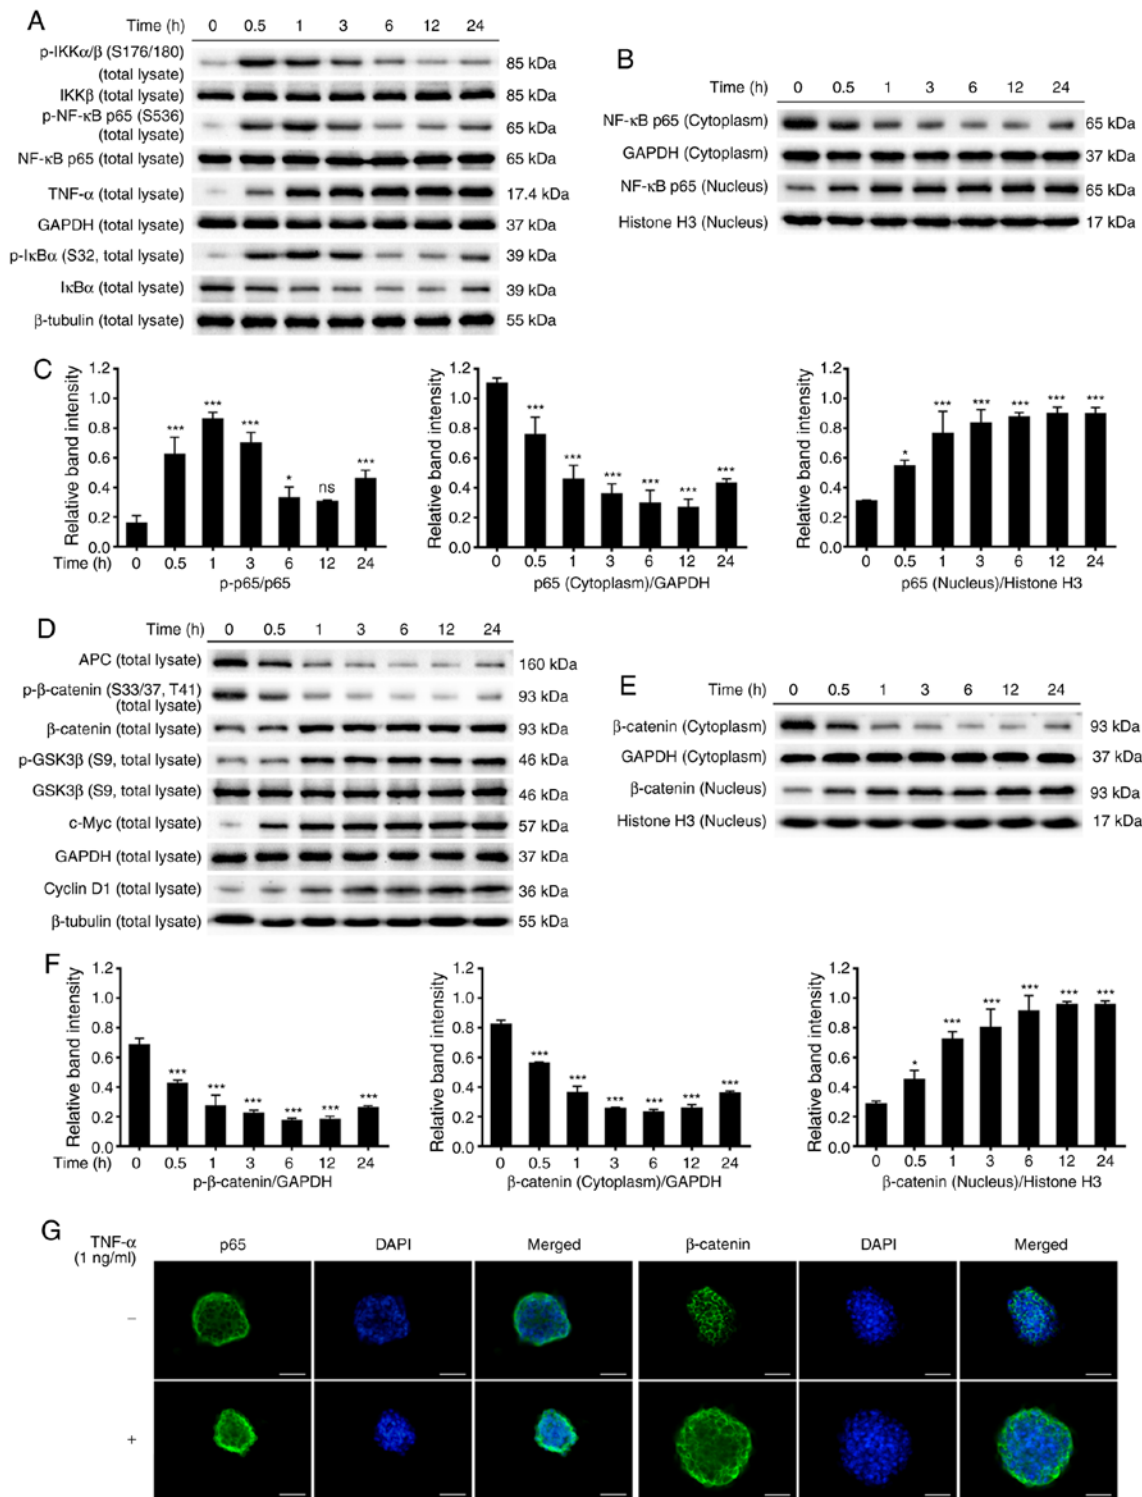 A
Time (h) 0 0.5 1 3 6 12 24
p-IKKα/β (S176/180)
(total lysate) 85 kDa
IKKβ (total lysate) 85 kDa
p-NF-κB p65 (S536)
(total lysate) 65 kDa
NF-κB p65 (total lysate) 65 kDa
TNF-α (total lysate) 17.4 kDa
GAPDH (total lysate) 37 kDa
p-IκBα (S32, total lysate) 39 kDa
IκBα (total lysate) 39 kDa
β-tubulin (total lysate) 55 kDa
B
Time (h) 0 0.5 1 3 6 12 24
NF-κB p65 (Cytoplasm) 65 kDa
GAPDH (Cytoplasm) 37 kDa
NF-κB p65 (Nucleus) 65 kDa
Histone H3 (Nucleus) 17 kDa
C
Relative band intensity
1.2
1.0
0.8
0.6
0.4
0.2
0.0
*** *** *** * ns ***
Time (h) 0 0.5 1 3 6 12 24
p-p65/p65
Relative band intensity
1.2
1.0
0.8
0.6
0.4
0.2
0.0
*** *** *** *** *** ***
0 0.5 1 3 6 12 24
p65 (Cytoplasm)/GAPDH
Relative band intensity
1.2
1.0
0.8
0.6
0.4
0.2
0.0
* *** *** *** *** ***
0 0.5 1 3 6 12 24
p65 (Nucleus)/Histone H3
D
Time (h) 0 0.5 1 3 6 12 24
APC (total lysate) 160 kDa
p-β-catenin (S33/37, T41)
(total lysate) 93 kDa
β-catenin (total lysate) 93 kDa
p-GSK3β (S9, total lysate) 46 kDa
GSK3β (S9, total lysate) 46 kDa
c-Myc (total lysate) 57 kDa
GAPDH (total lysate) 37 kDa
Cyclin D1 (total lysate) 36 kDa
β-tubulin (total lysate) 55 kDa
E
Time (h) 0 0.5 1 3 6 12 24
β-catenin (Cytoplasm) 93 kDa
GAPDH (Cytoplasm) 37 kDa
β-catenin (Nucleus) 93 kDa
Histone H3 (Nucleus) 17 kDa
F
Relative band intensity
1.2
1.0
0.8
0.6
0.4
0.2
0.0
*** *** *** *** *** ***
Time (h) 0 0.5 1 3 6 12 24
p-β-catenin/GAPDH
Relative band intensity
1.2
1.0
0.8
0.6
0.4
0.2
0.0
*** *** *** *** *** ***
0 0.5 1 3 6 12 24
β-catenin (Cytoplasm)/GAPDH
Relative band intensity
1.2
1.0
0.8
0.6
0.4
0.2
0.0
* *** *** *** *** ***
0 0.5 1 3 6 12 24
β-catenin (Nucleus)/Histone H3
G
TNF-α
(1 ng/ml)
p65 DAPI Merged β-catenin DAPI Merged
−
+